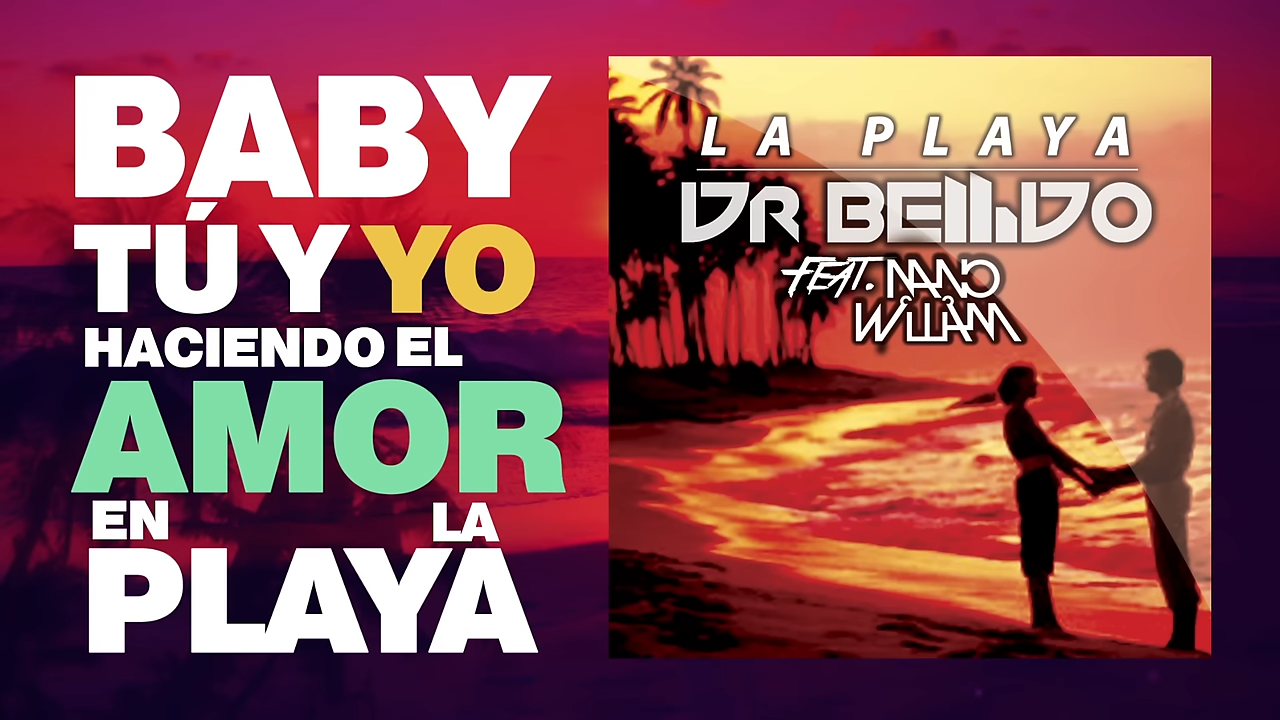 BABY
TÚ Y YO
HACIENDO EL
AMOR
EN LA
PLAYA
LA PLAYA
DR BELLIDO
FEAT. NANO
WILLIAM